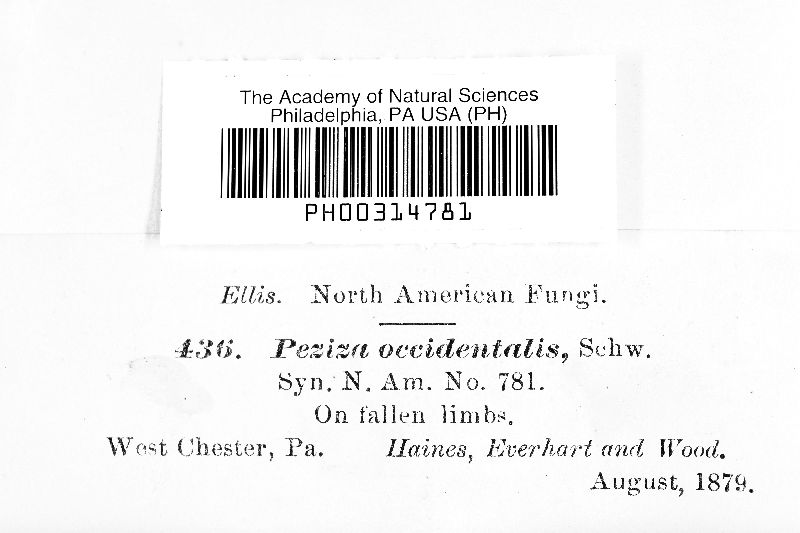 The Academy of Natural Sciences
Philadelphia, PA USA (PH)
PH00314781
Ellis. North American Fungi.
436. Peziza occidentalis, Schw.
Syn. N. Am. No. 781.
On fallen limbs.
West Chester, Pa. Haines, Everhart and Wood.
August, 1879.